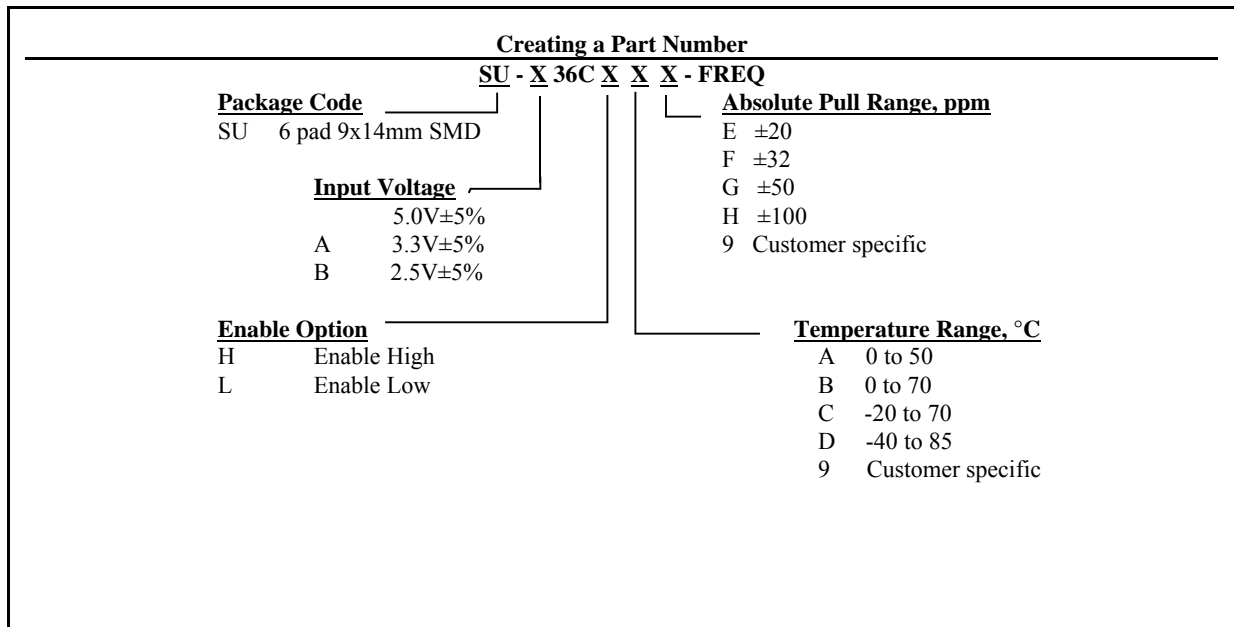 Creating a Part Number
SU - X 36C X X X - FREQ
Package Code
SU 6 pad 9x14mm SMD
Input Voltage
5.0V±5%
A 3.3V±5%
B 2.5V±5%
Enable Option
H Enable High
L Enable Low
Absolute Pull Range, ppm
E ±20
F ±32
G ±50
H ±100
9 Customer specific
Temperature Range, °C
A 0 to 50
B 0 to 70
C -20 to 70
D -40 to 85
9 Customer specific